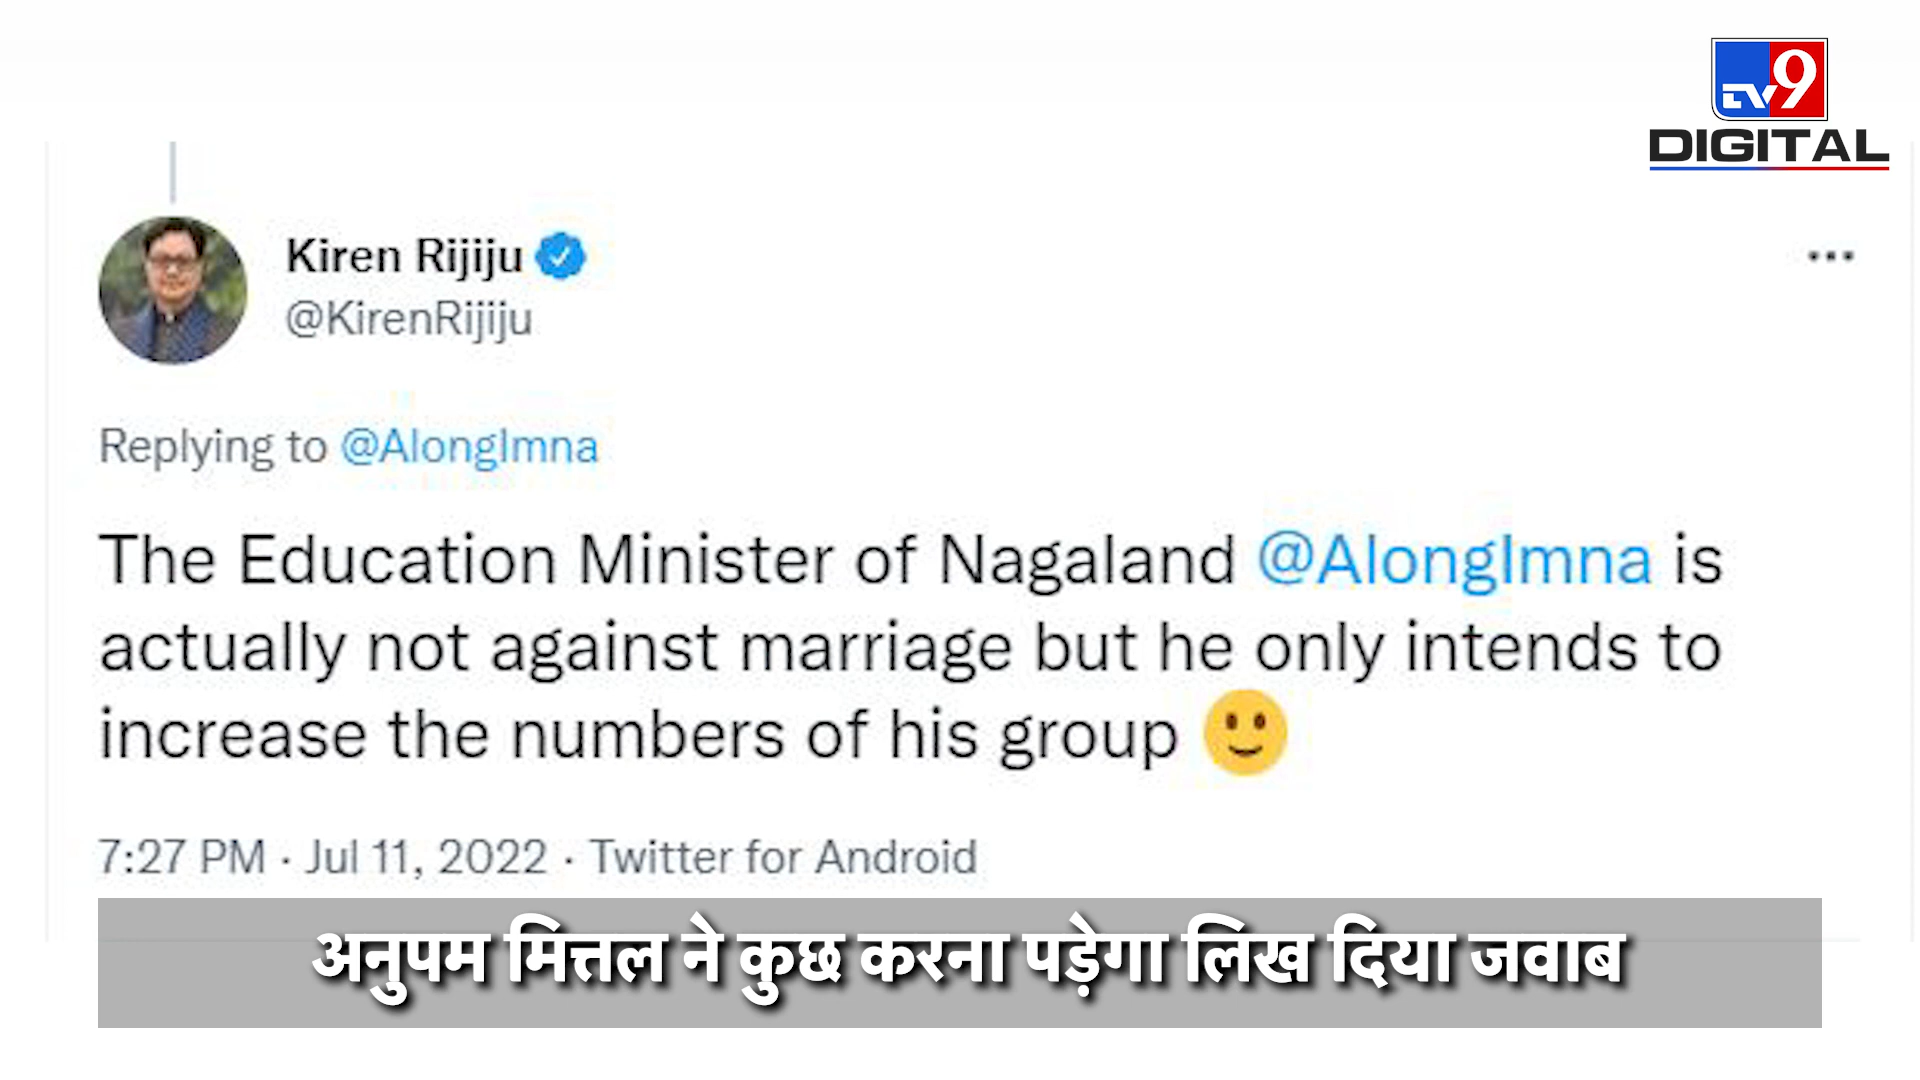 TV9
DIGITAL
Kiren Rijiju
@KirenRijiju
Replying to @AlongImna
The Education Minister of Nagaland @AlongImna is
actually not against marriage but he only intends to
increase the numbers of his group 🙂
7:27 PM · Jul 11, 2022 · Twitter for Android
अनुपम मित्तल ने कुछ करना पड़ेगा लिख दिया जवाब